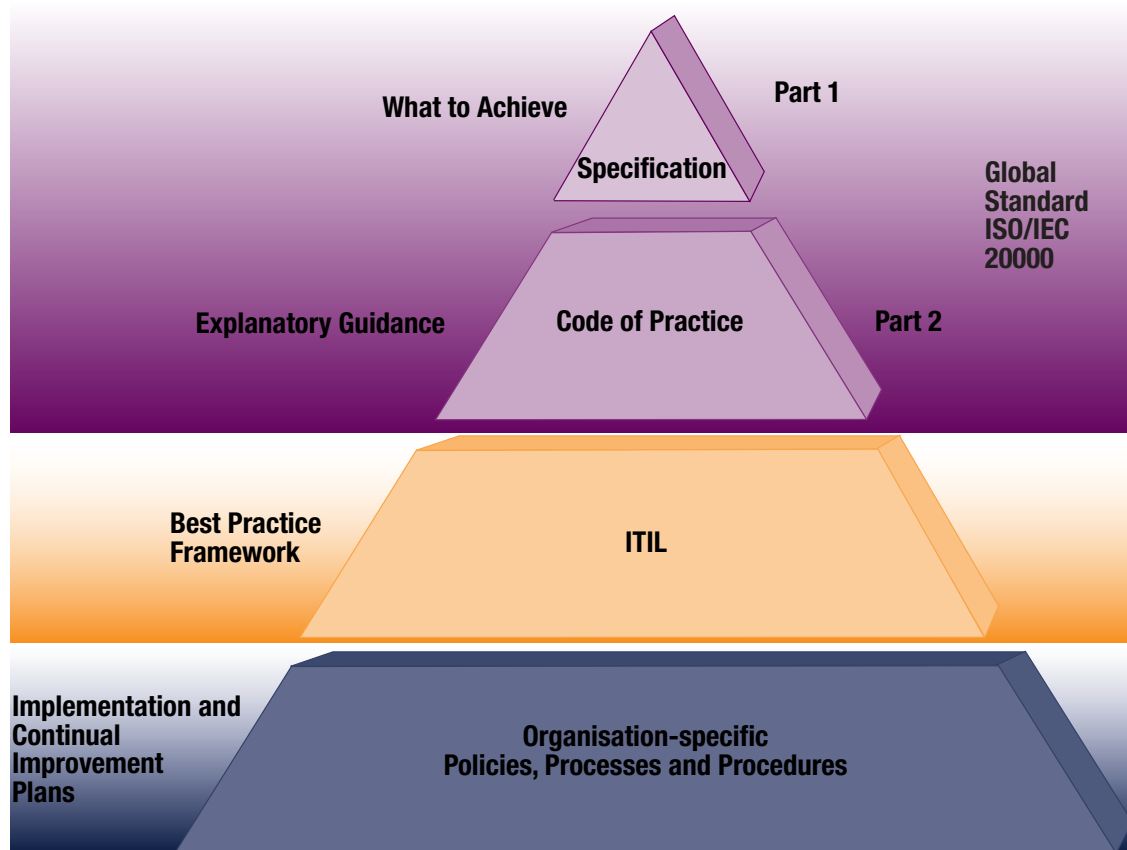 What to Achieve
Part 1
Specification
Global
Standard
ISO/IEC
20000
Explanatory Guidance
Code of Practice
Part 2
Best Practice
Framework
ITIL
Implementation and
Continual
Improvement
Plans
Organisation-specific
Policies, Processes and Procedures